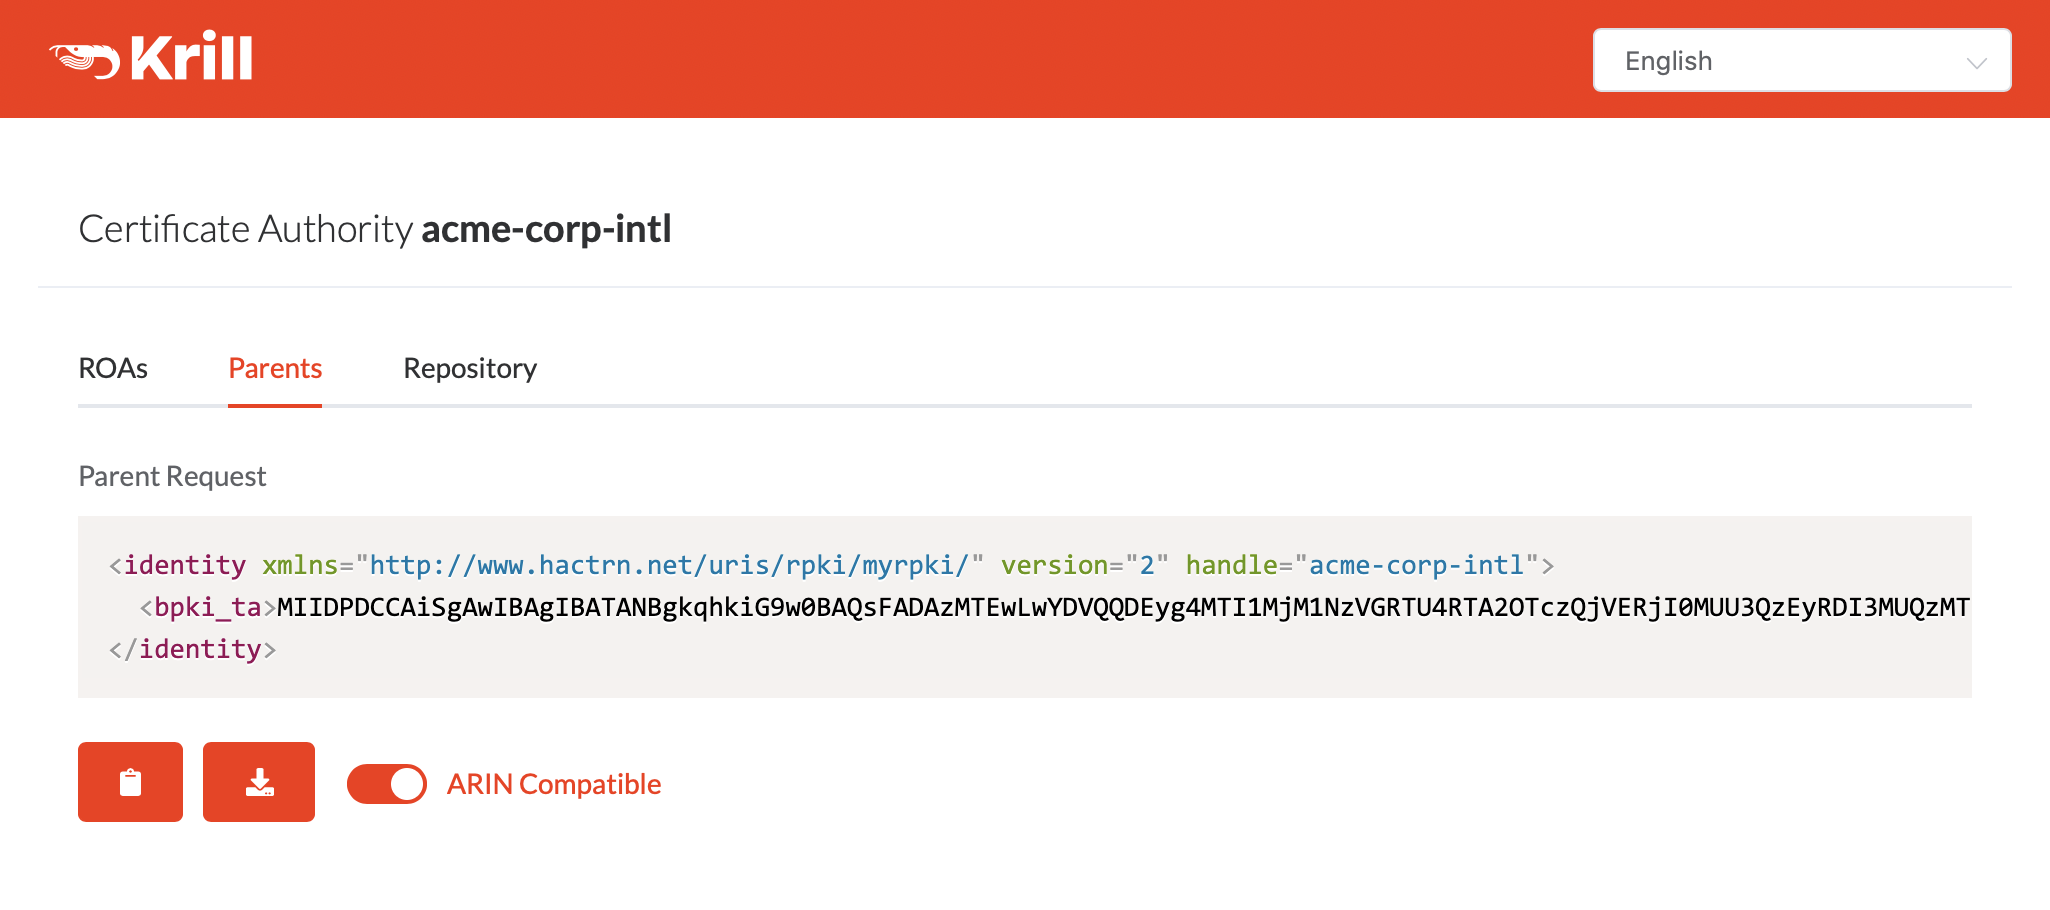 Krill
English
Certificate Authority acme-corp-intl
ROAs Parents Repository
Parent Request
<identity xmlns="http://www.hactrn.net/uris/rpki/myrpki/" version="2" handle="acme-corp-intl">
<bpki_ta>MIIDPDCCAiSgAwIBAgIBATANBgkqhkiG9w0BAQsFADAzMTEwLwYDVQQDEyg4MTI1MjM1NzVGRTU4RTA2OTczQjVERjI0MUU3QzEyRDI3MUQzMT
</identity>
ARIN Compatible